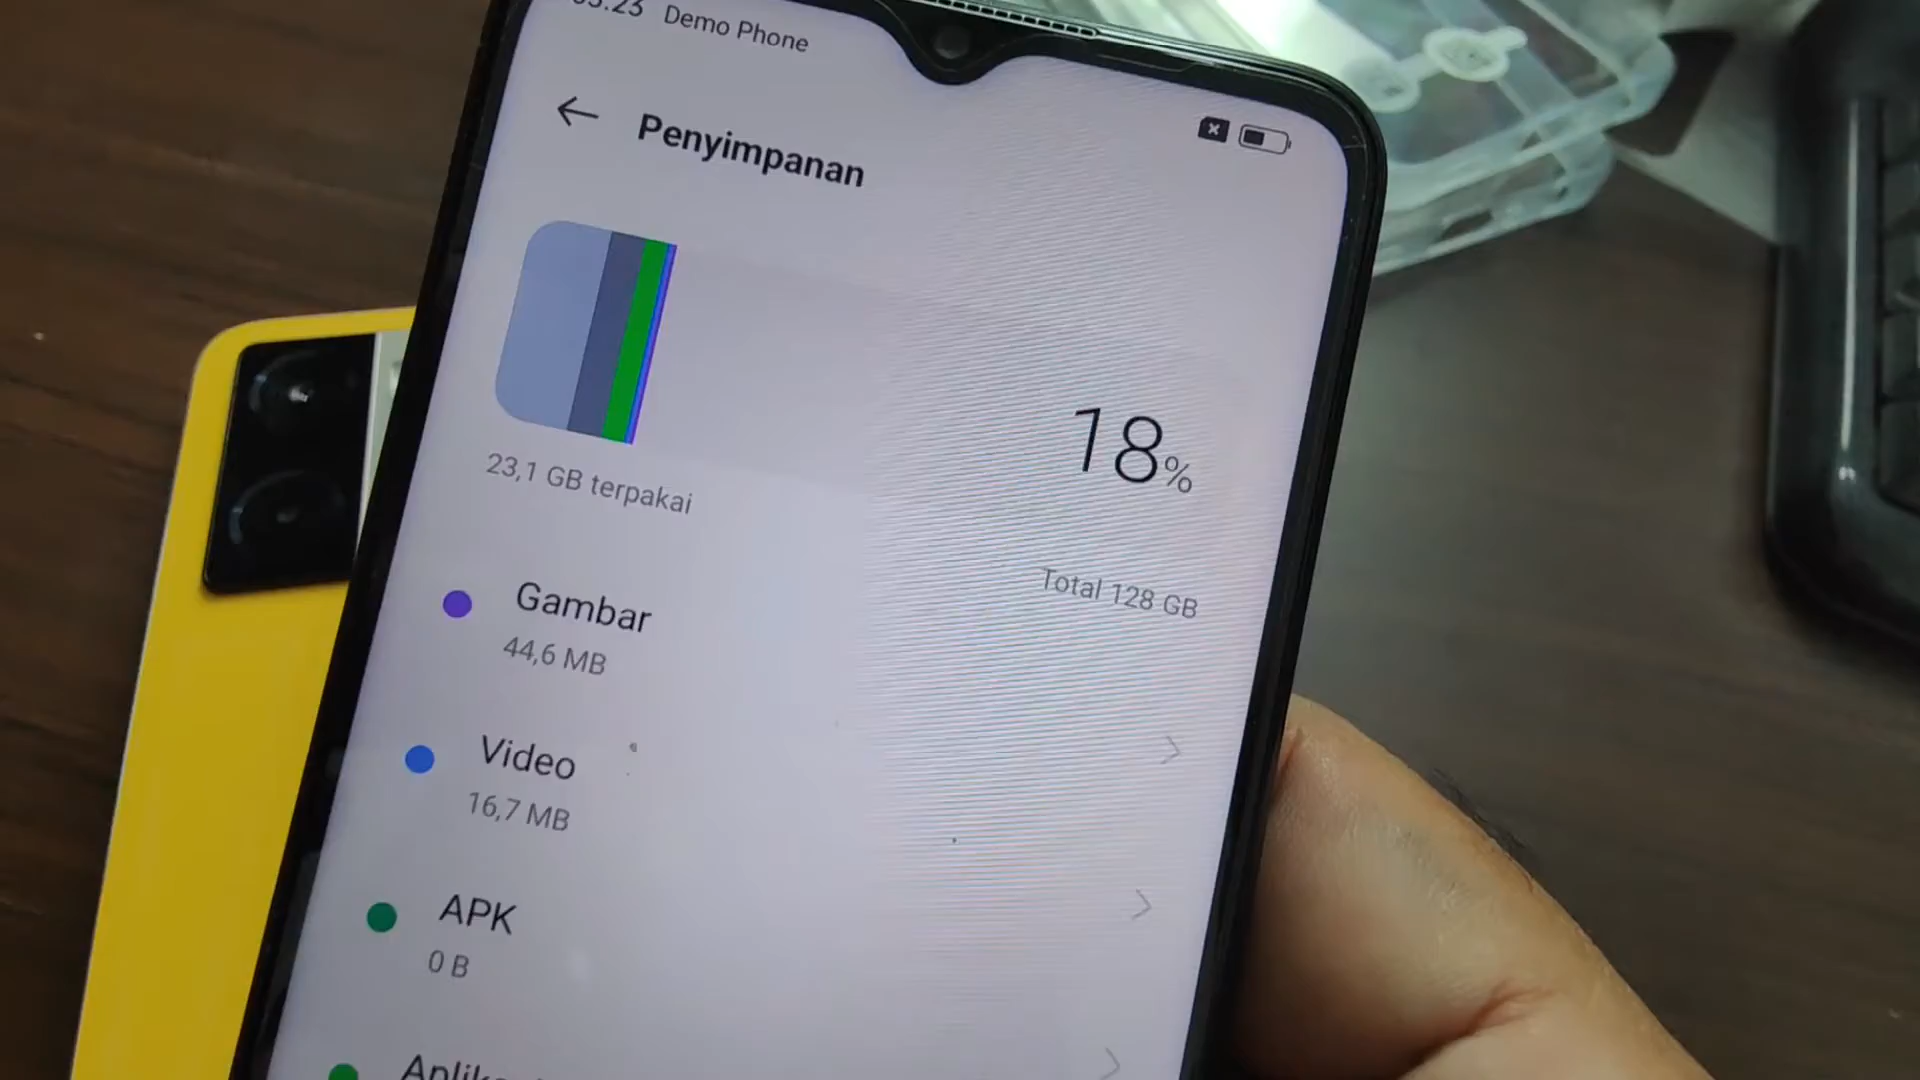 Demo Phone
Penyimpanan
23,1 GB terpakai
18%
Total 128 GB
Gambar
44,6 MB
Video
16,7 MB
APK
0 B